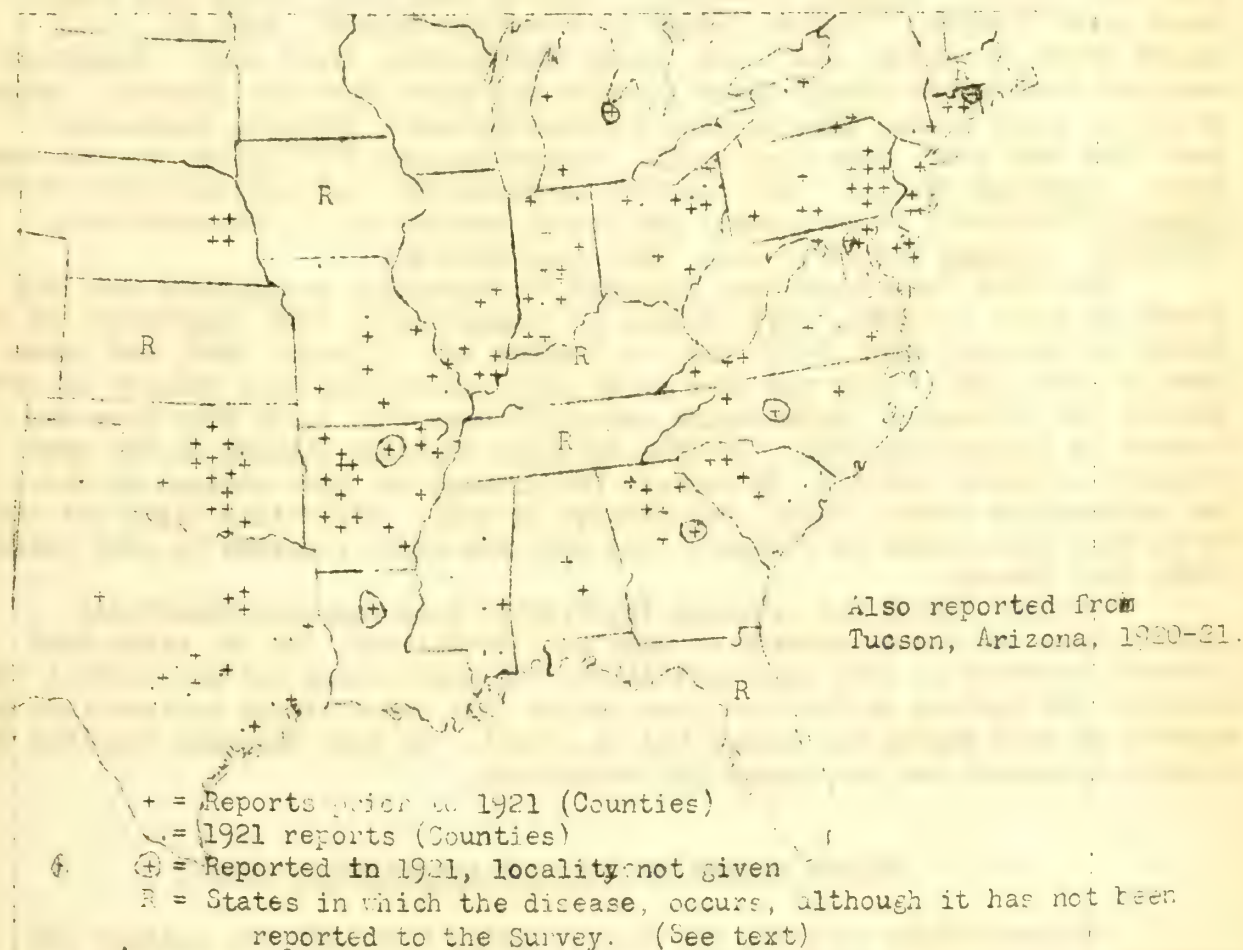 R
R
R
R
R
R
Also reported from
Tucson, Arizona, 1920-21.
+ = Reports prior to 1921 (Counties)
. = 1921 reports (Counties)
⊕ = Reported in 1921, locality not given
R = States in which the disease, occurs, although it has not been
reported to the Survey. (See text)